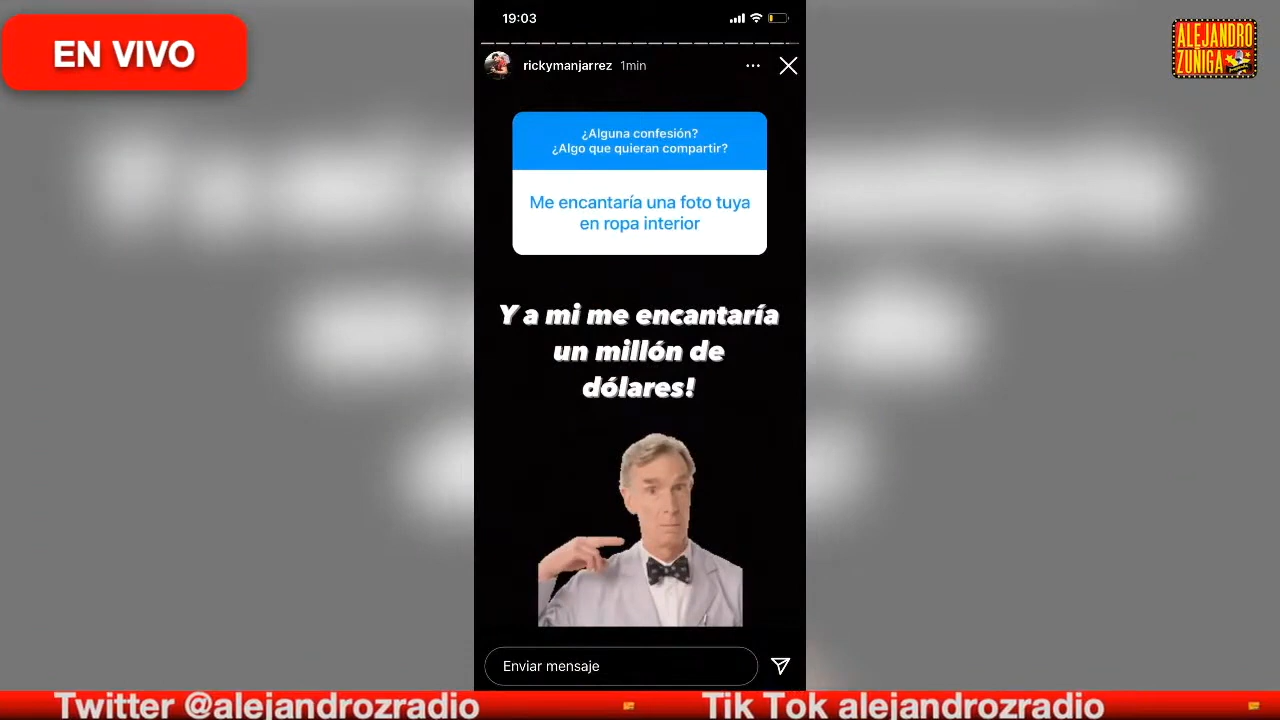 EN VIVO
19:03
ALEJANDRO
ZÚÑIGA
rickymanjarrez 1min
¿Alguna confesión?
¿Algo que quieran compartir?
Me encantaría una foto tuya
en ropa interior
Y a mi me encantaría
un millón de
dólares!
Enviar mensaje
Twitter @alejandrozradio
Tik Tok alejandrozradio